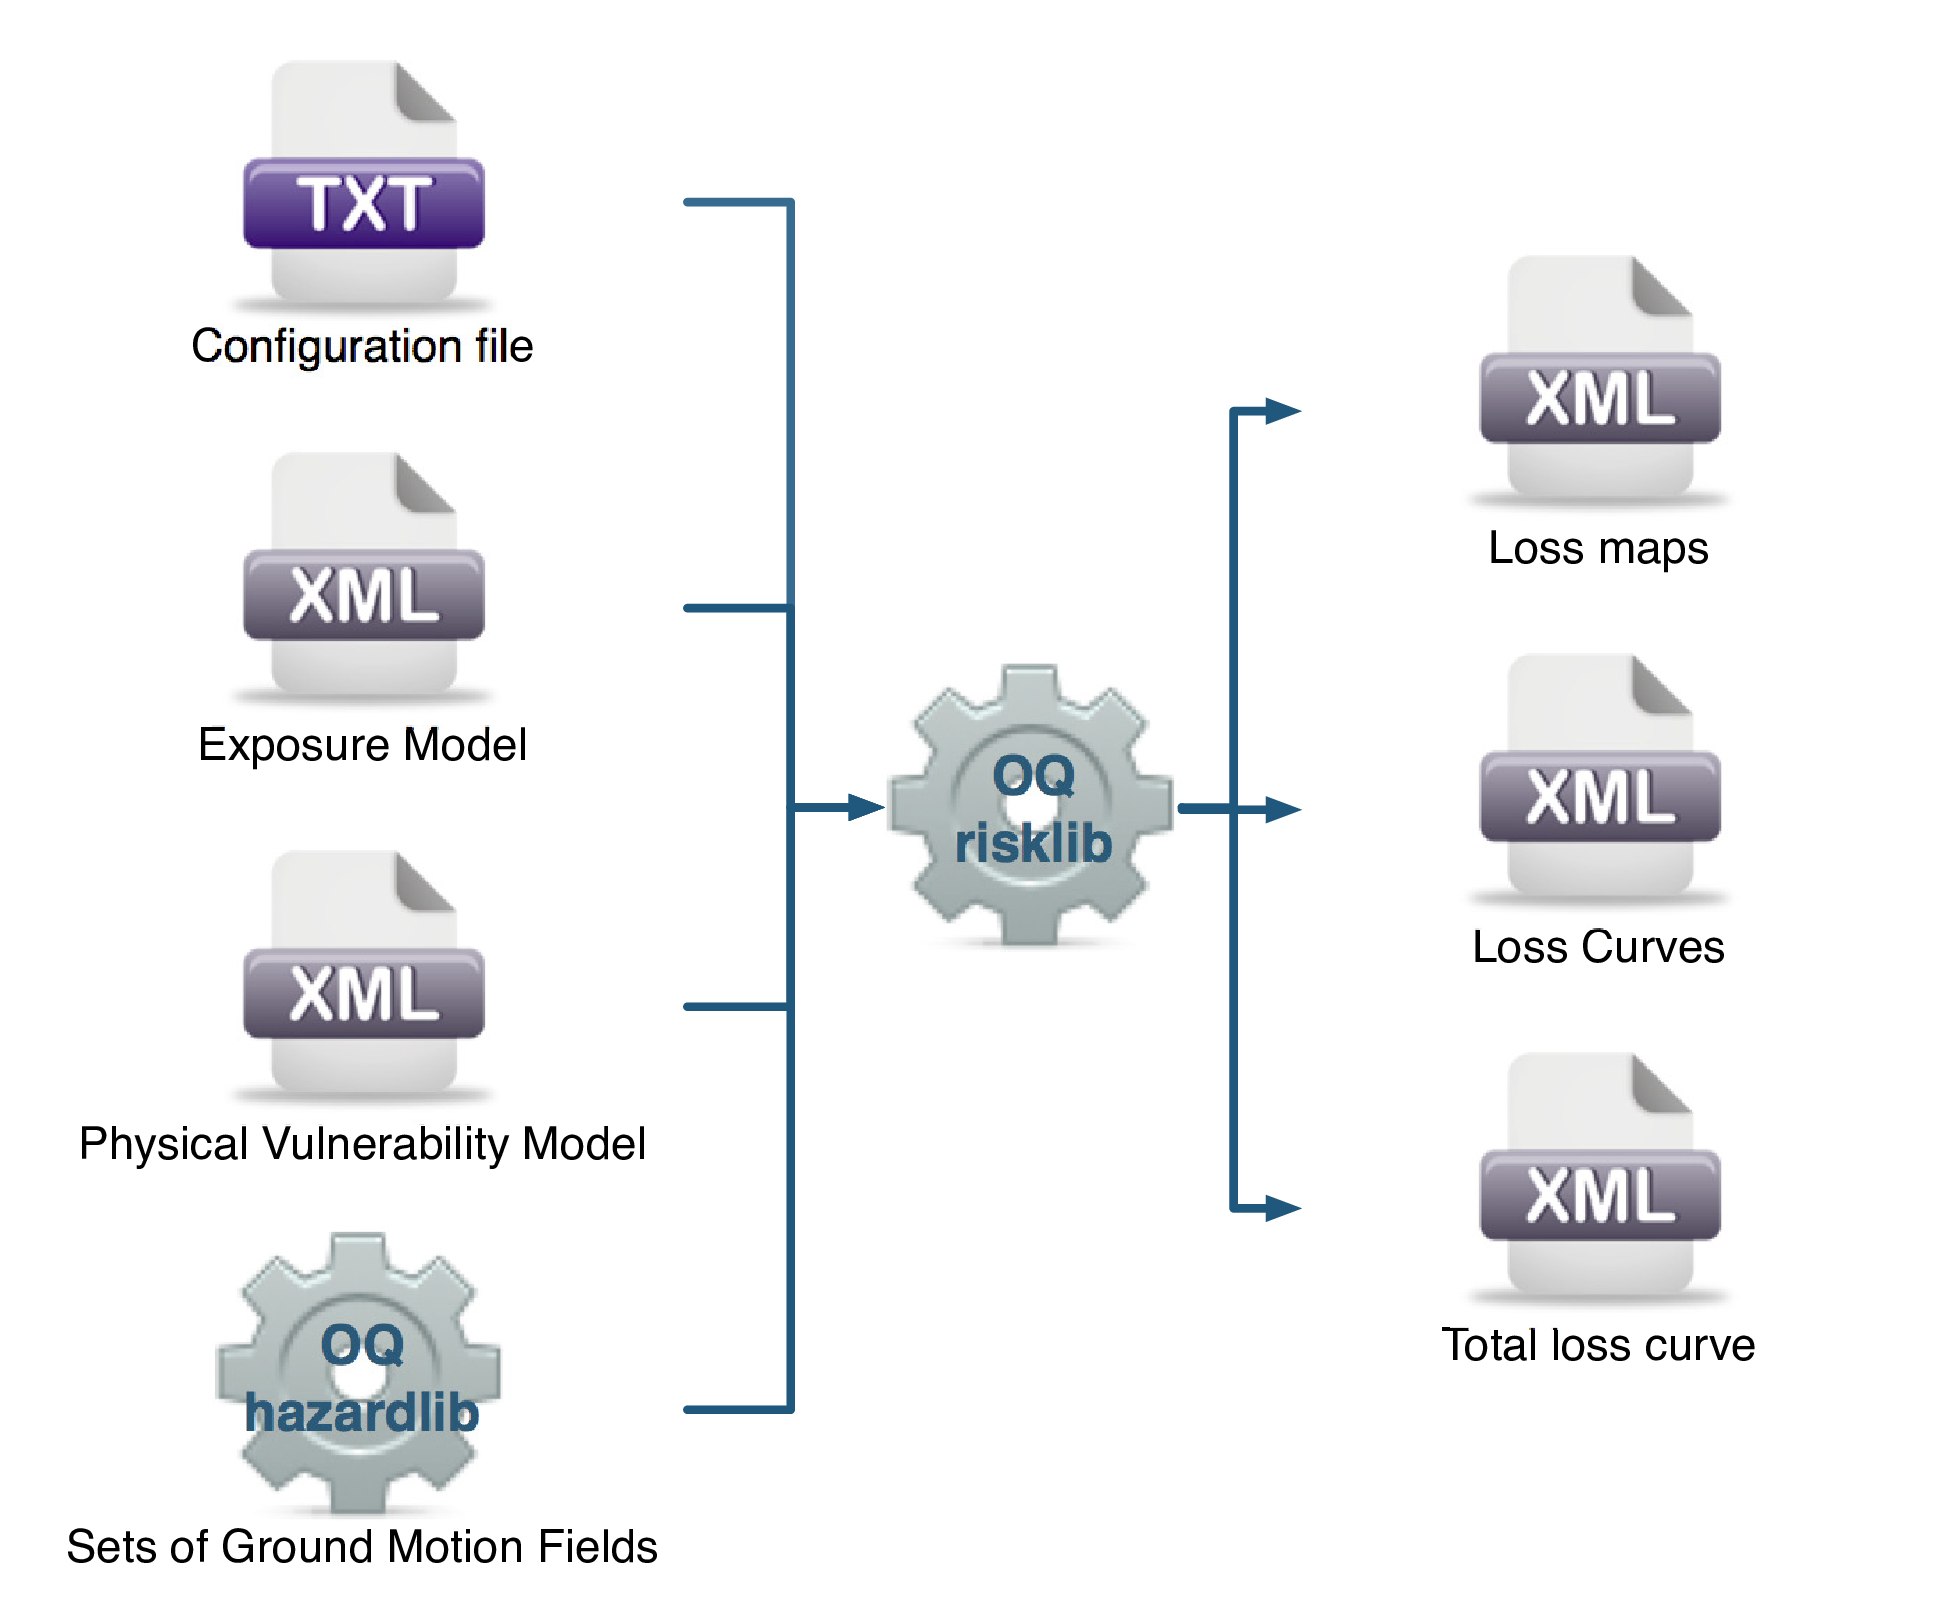 TXT
Configuration file
XML
Exposure Model
XML
Physical Vulnerability Model
OQ
hazardlib
Sets of Ground Motion Fields
OQ
risklib
XML
Loss maps
XML
Loss Curves
XML
Total loss curve